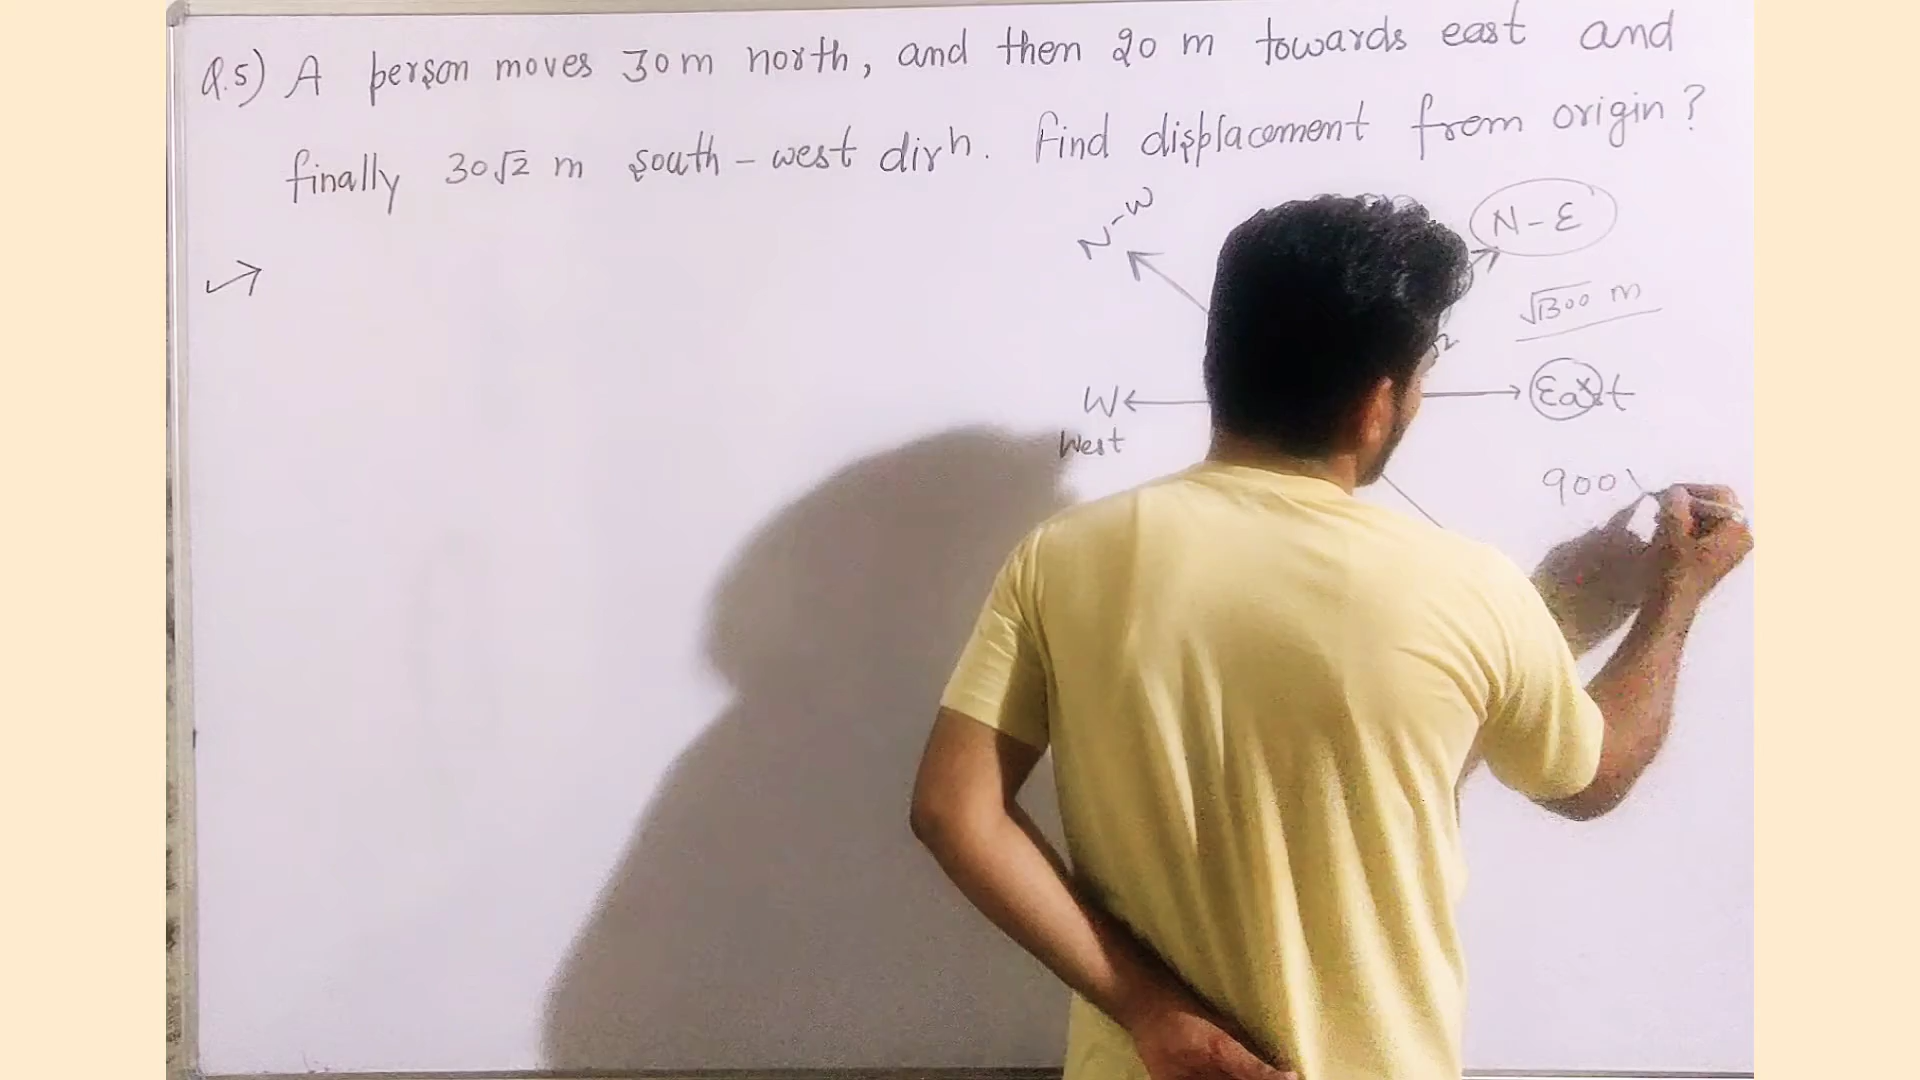 Q.5) A person moves 30m north, and then 20 m towards east and
finally 30√2 m south-west dirn. Find displacement from origin?
N-W
N-E
√1300 m
W
East
West
900